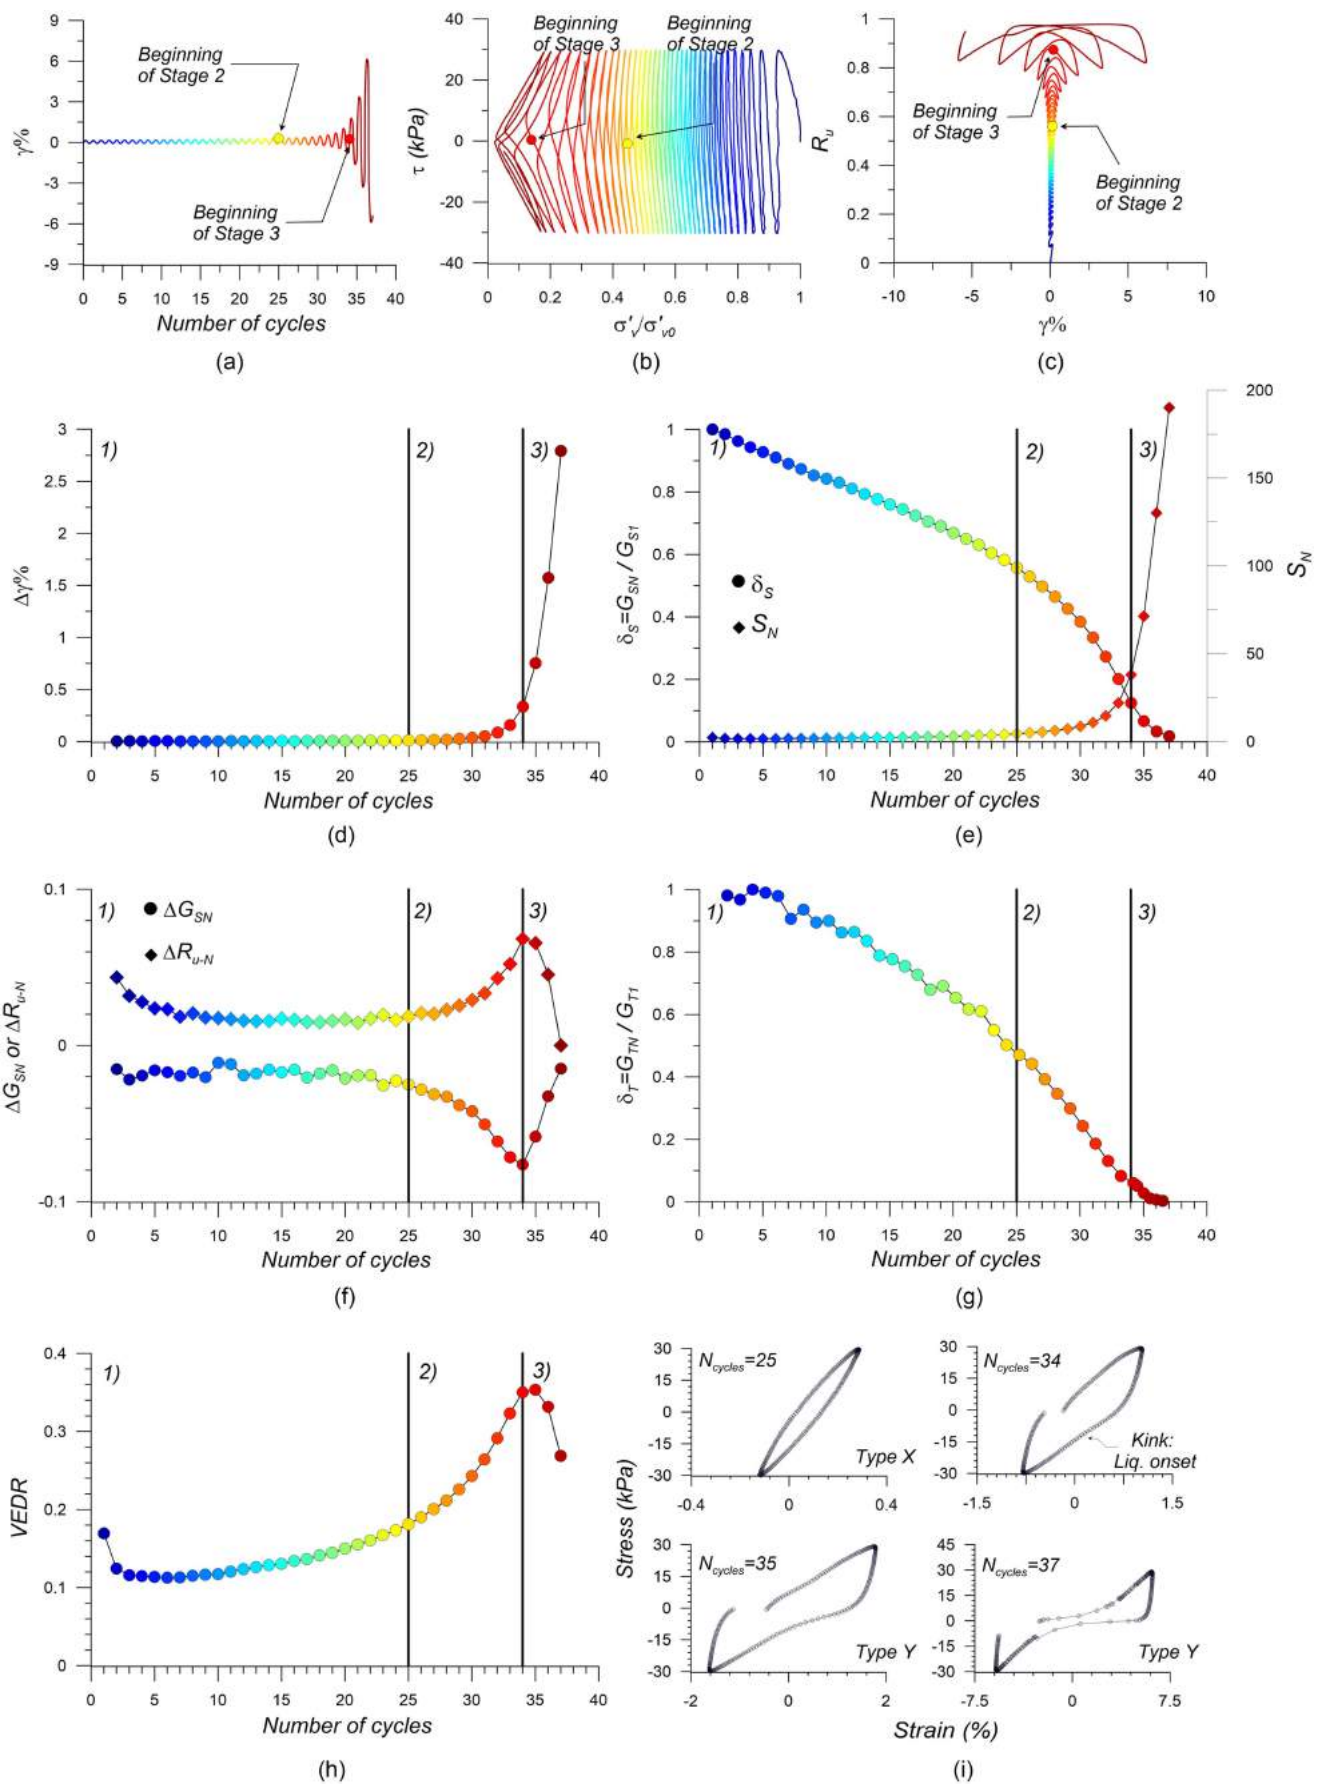 9
6
3
0
-3
-6
-9
γ%
Beginning
of Stage 2
Beginning
of Stage 3
0 5 10 15 20 25 30 35 40
Number of cycles
(a)
40
20
0
-20
-40
τ (kPa)
Beginning
of Stage 3
Beginning
of Stage 2
0 0.2 0.4 0.6 0.8 1
σ'v/σ'v0
(b)
1
0.8
0.6
0.4
0.2
0
Ru
Beginning
of Stage 3
Beginning
of Stage 2
-10 -5 0 5 10
γ%
(c)
3
2.5
2
1.5
1
0.5
0
Δγ%
1) 2) 3)
0 5 10 15 20 25 30 35 40
Number of cycles
(d)
1
0.8
0.6
0.4
0.2
0
δS=GSN / GS1
1) 2) 3)
δS
SN
200
150
100
50
0
SN
0 5 10 15 20 25 30 35 40
Number of cycles
(e)
0.1
0
-0.1
ΔGSN or ΔRu-N
1) 2) 3)
ΔGSN
ΔRu-N
0 5 10 15 20 25 30 35 40
Number of cycles
(f)
1
0.8
0.6
0.4
0.2
0
δT=GTN / GT1
1) 2) 3)
0 5 10 15 20 25 30 35 40
Number of cycles
(g)
0.4
0.3
0.2
0.1
0
VEDR
1) 2) 3)
0 5 10 15 20 25 30 35 40
Number of cycles
(h)
Stress (kPa)
30
15
0
-15
-30
Ncycles=25
Type X
-0.4 0 0.4
30
15
0
-15
-30
Ncycles=34
Kink:
Liq. onset
-1.5 0 1.5
30
15
0
-15
-30
Ncycles=35
Type Y
-2 0 2
45
30
15
0
-15
-30
Ncycles=37
Type Y
-7.5 0 7.5
Strain (%)
(i)